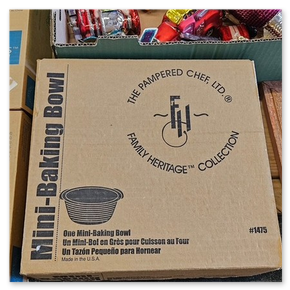 Mini-Baking Bowl
THE PAMPERED CHEF, LTD.®
FH
FAMILY HERITAGE™ COLLECTION
One Mini-Baking Bowl
Un Mini-Bol en Grès pour Cuisson au Four
Un Tazón Pequeño para Hornear
Made in the U.S.A.
#1475